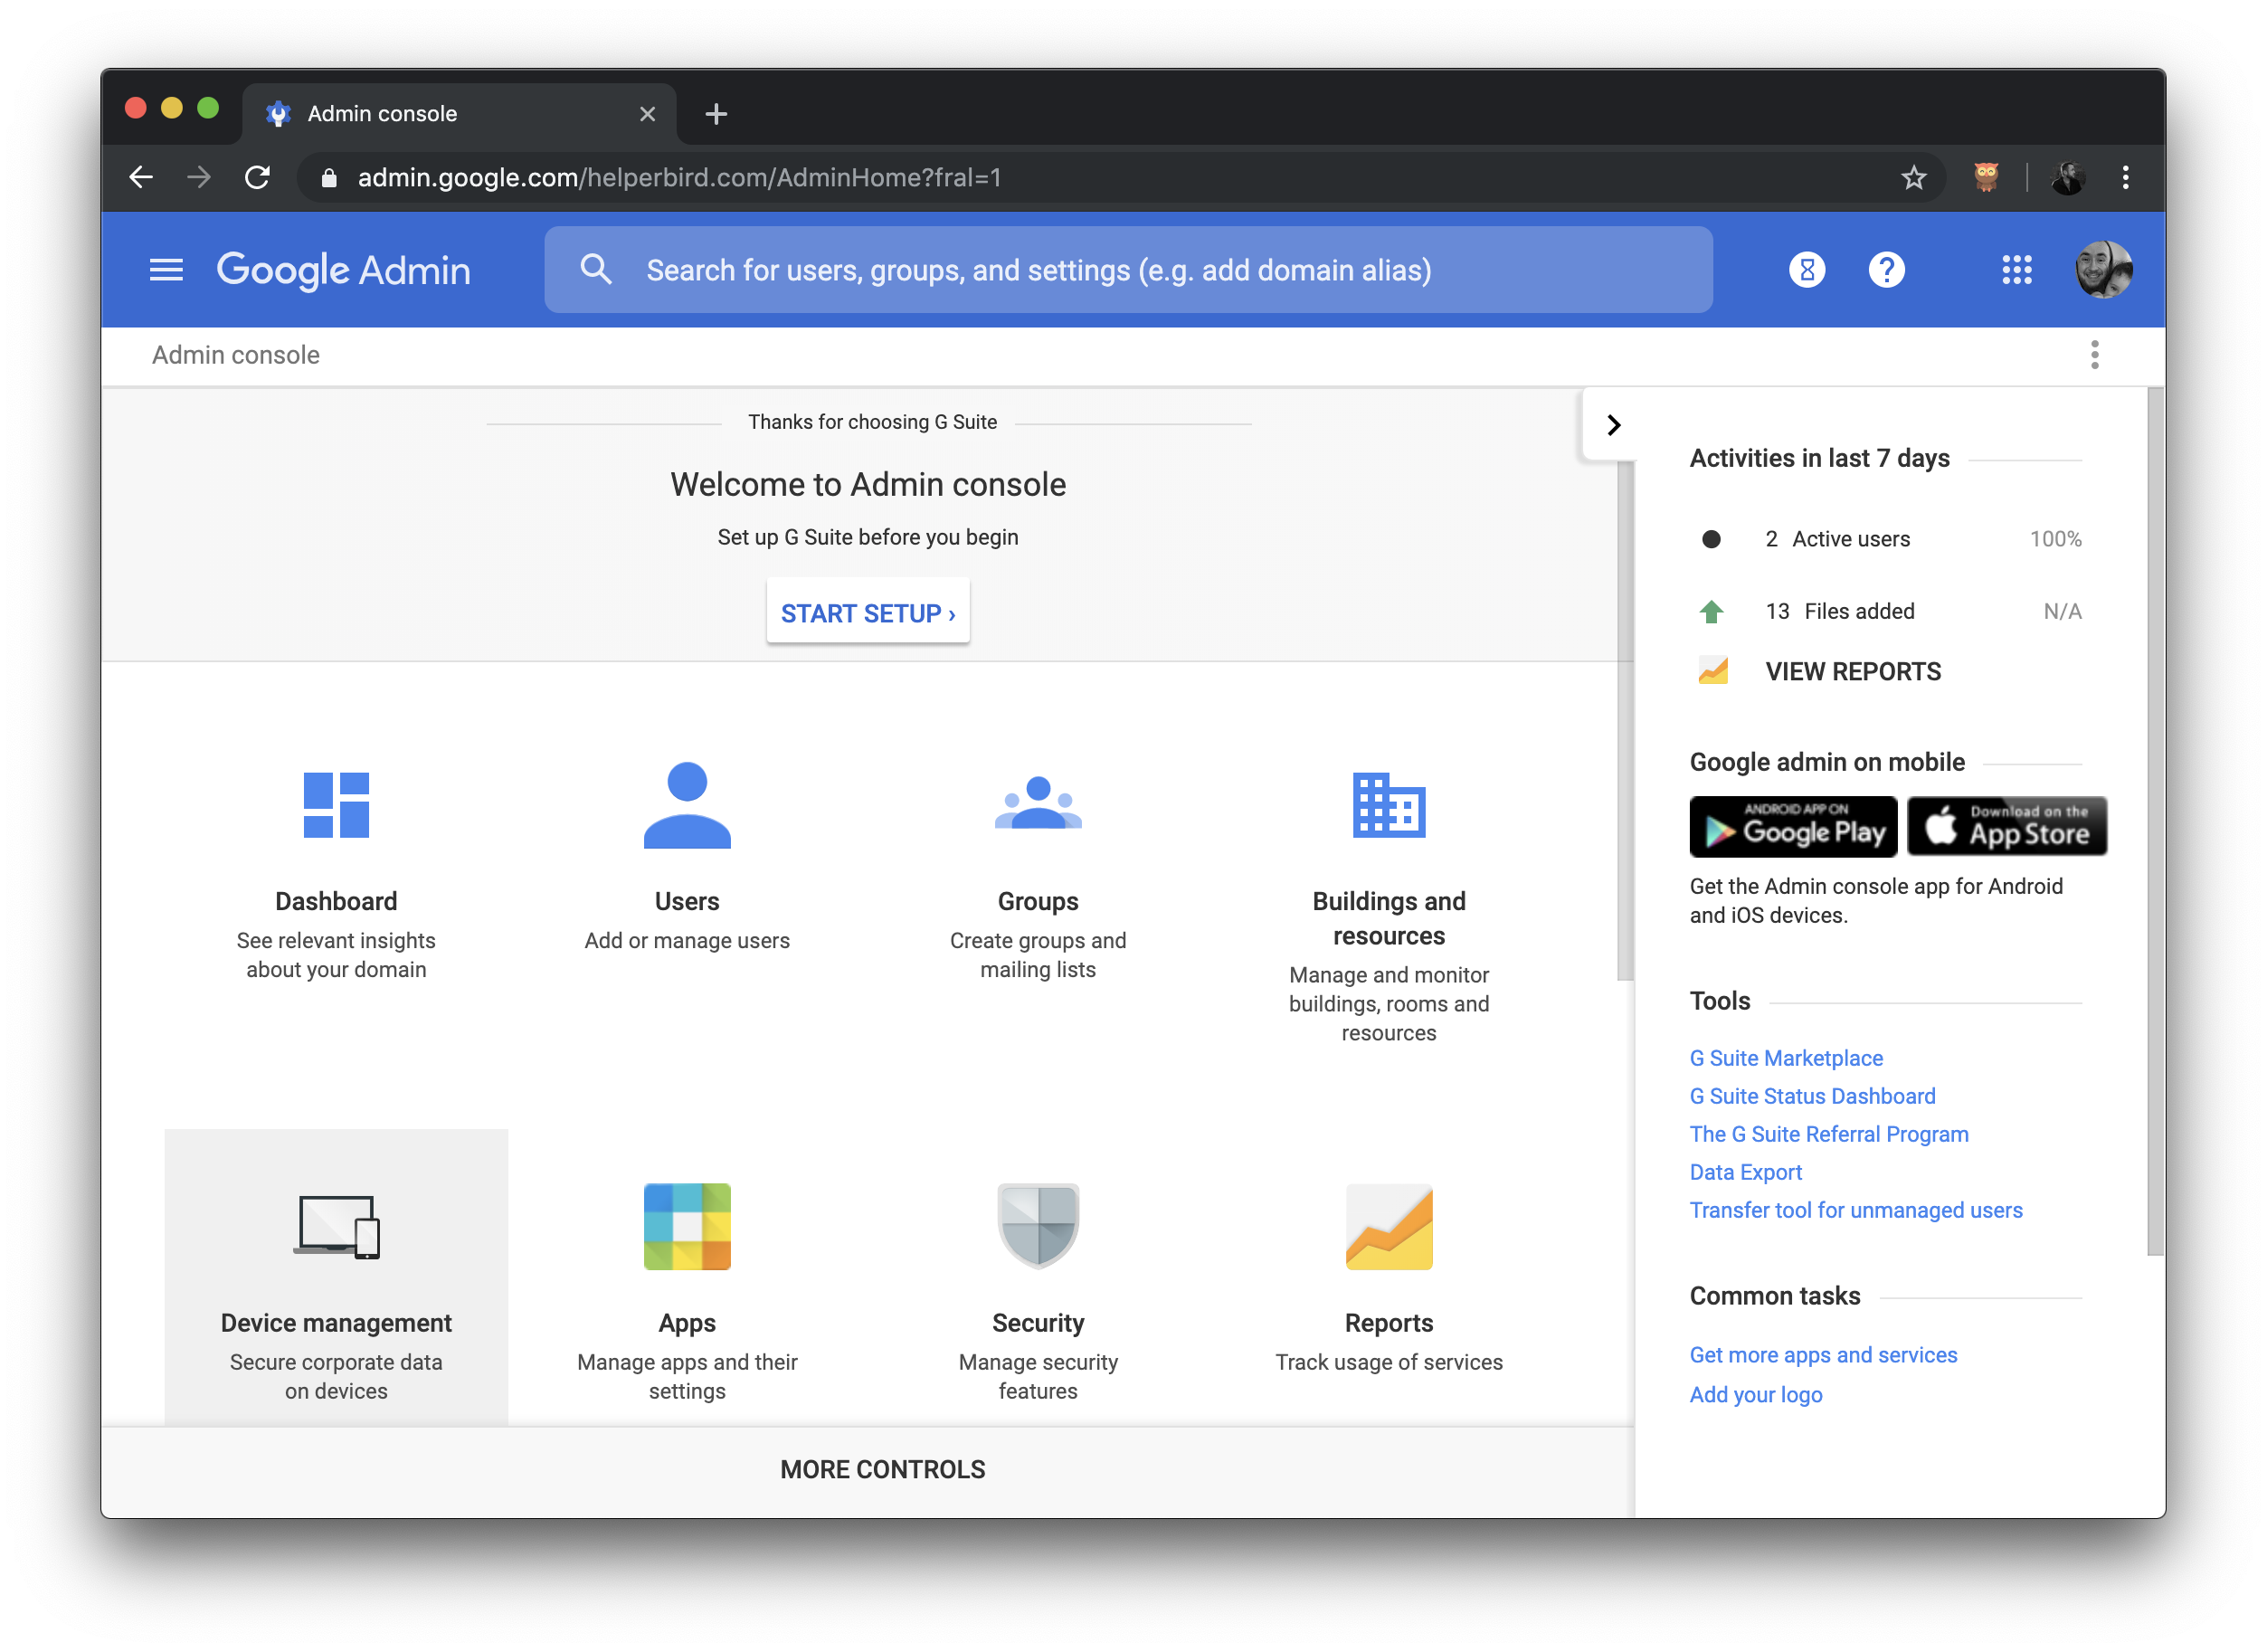 Admin console
admin.google.com/helperbird.com/AdminHome?fral=1
Google Admin
Search for users, groups, and settings (e.g. add domain alias)
Admin console
Thanks for choosing G Suite
Welcome to Admin console
Set up G Suite before you begin
START SETUP ›
Dashboard
See relevant insights
about your domain
Users
Add or manage users
Groups
Create groups and
mailing lists
Buildings and
resources
Manage and monitor
buildings, rooms and
resources
Device management
Secure corporate data
on devices
Apps
Manage apps and their
settings
Security
Manage security
features
Reports
Track usage of services
MORE CONTROLS
Activities in last 7 days
2 Active users 100%
13 Files added N/A
VIEW REPORTS
Google admin on mobile
ANDROID APP ON
Google Play
Download on the
App Store
Get the Admin console app for Android
and iOS devices.
Tools
G Suite Marketplace
G Suite Status Dashboard
The G Suite Referral Program
Data Export
Transfer tool for unmanaged users
Common tasks
Get more apps and services
Add your logo